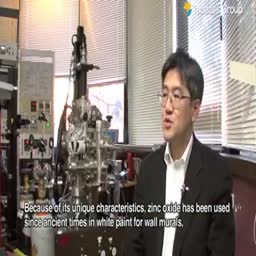 Because of its unique characteristics, zinc oxide has been used
since ancient times in white paint for wall murals,